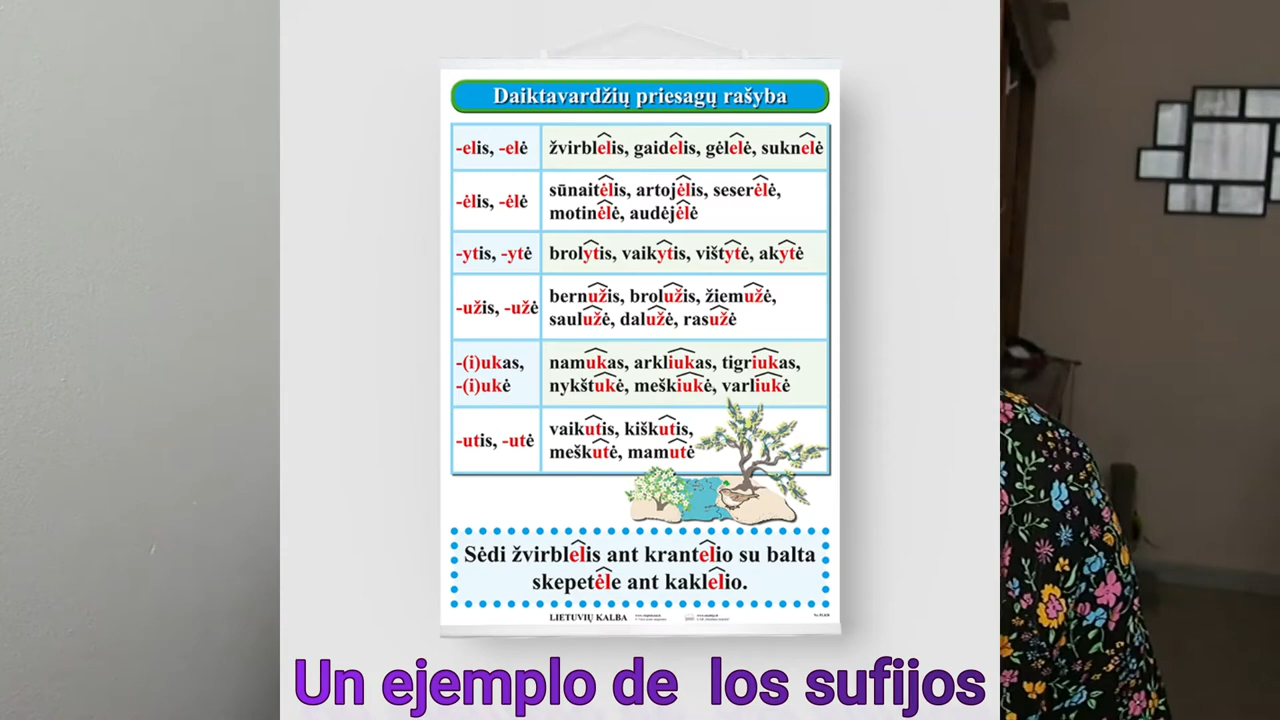 Daiktavardžių priesagų rašyba
-elis, -elė
žvirblelis, gaidelis, gėlelė, suknelė
-ėlis, -ėlė
sūnaitėlis, artojėlis, seserėlė,
motinėlė, audėjėlė
-ytis, -ytė
brolytis, vaikytis, vištytė, akytė
-užis, -užė
bernužis, brolužis, žiemužė,
saulužė, dalužė, rasužė
-(i)ukas,
-(i)ukė
namukas, arkliukas, tigriukas,
nykštukė, meškiukė, varliukė
-utis, -utė
vaikutis, kiškutis,
meškutė, mamutė
Sėdi žvirblelis ant krantelio su balta
skepetėle ant kaklelio.
LIETUVIŲ KALBA
Un ejemplo de los sufijos